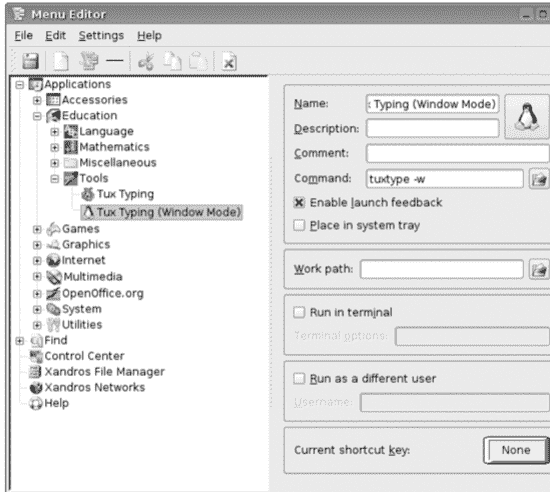 Menu Editor
File Edit Settings Help
Applications
Accessories
Education
Language
Mathematics
Miscellaneous
Tools
Tux Typing
Tux Typing (Window Mode)
Games
Graphics
Internet
Multimedia
OpenOffice.org
System
Utilities
Find
Control Center
Xandros File Manager
Xandros Networks
Help
Name: : Typing (Window Mode)
Description:
Comment:
Command: tuxtype -w
Enable launch feedback
Place in system tray
Work path:
Run in terminal
Terminal options:
Run as a different user
Username:
Current shortcut key: None